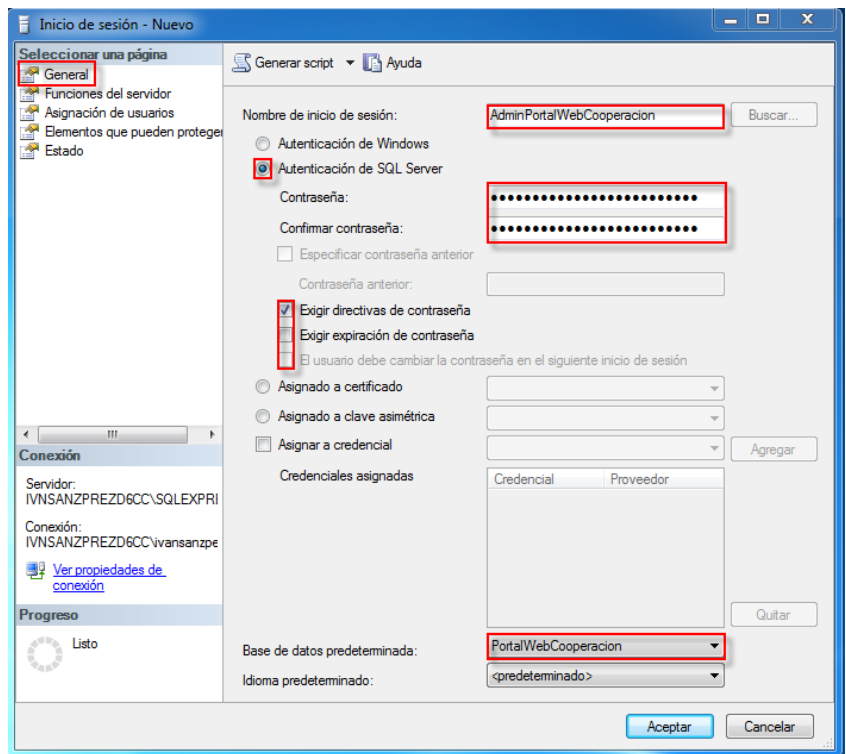 Inicio de sesión - Nuevo
Seleccionar una página
General
Funciones del servidor
Asignación de usuarios
Elementos que pueden proteger
Estado
Generar script
Ayuda
Nombre de inicio de sesión:
AdminPortalWebCooperacion
Buscar...
Autenticación de Windows
Autenticación de SQL Server
Contraseña:
●●●●●●●●●●●●●●●●●●●●●●●●●
Confirmar contraseña:
●●●●●●●●●●●●●●●●●●●●●●●●●
Especificar contraseña anterior
Contraseña anterior:
Exigir directivas de contraseña
Exigir expiración de contraseña
El usuario debe cambiar la contraseña en el siguiente inicio de sesión
Asignado a certificado
Asignado a clave asimétrica
Asignar a credencial
Agregar
Credenciales asignadas
Credencial Proveedor
Quitar
Base de datos predeterminada:
PortalWebCooperacion
Idioma predeterminado:
<predeterminado>
Conexión
Servidor:
IVNSANZPREZD6CC\SQLEXPRI
Conexión:
IVNSANZPREZD6CC\ivansanzpe
Ver propiedades de
conexión
Progreso
Listo
Aceptar
Cancelar